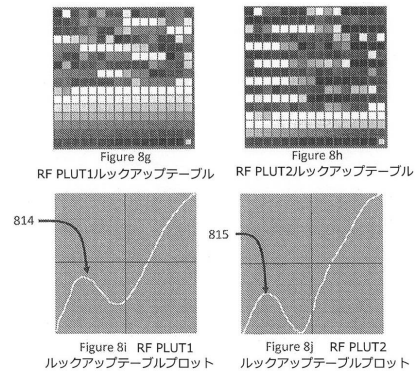 Figure 8g
RF PLUT1ルックアップテーブル
Figure 8h
RF PLUT2ルックアップテーブル
814
815
Figure 8i RF PLUT1
ルックアップテーブルプロット
Figure 8j RF PLUT2
ルックアップテーブルプロット